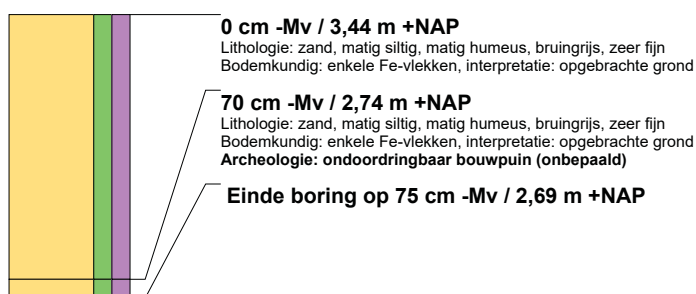 0 cm -Mv / 3,44 m +NAP
Lithologie: zand, matig siltig, matig humeus, bruingrijs, zeer fijn
Bodemkundig: enkele Fe-vlekken, interpretatie: opgebrachte grond
70 cm -Mv / 2,74 m +NAP
Lithologie: zand, matig siltig, matig humeus, bruingrijs, zeer fijn
Bodemkundig: enkele Fe-vlekken, interpretatie: opgebrachte grond
Archeologie: ondoordringbaar bouwpuin (onbepaald)
Einde boring op 75 cm -Mv / 2,69 m +NAP